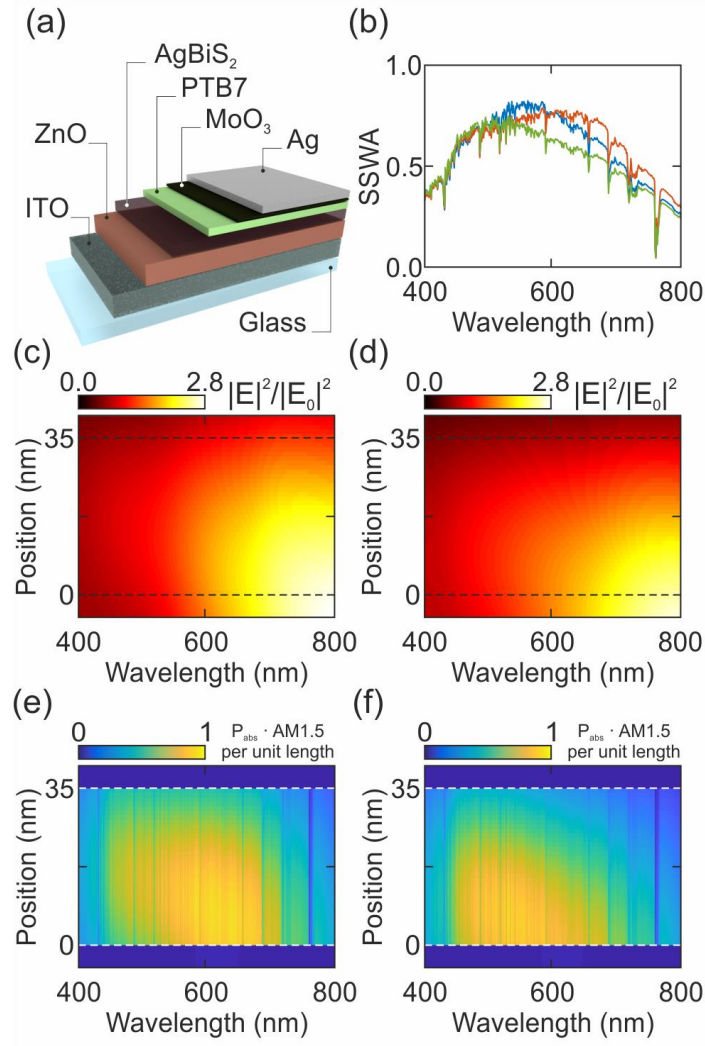 (a)
AgBiS₂
PTB7
MoO₃
ZnO
Ag
ITO
Glass
(b)
1.0
0.5
0.0
SSWA
400 600 800
Wavelength (nm)
(c)
0.0 2.8 |E|²/|E₀|²
35
0
Position (nm)
400 600 800
Wavelength (nm)
(d)
0.0 2.8 |E|²/|E₀|²
35
0
Position (nm)
400 600 800
Wavelength (nm)
(e)
0 1 P_abs · AM1.5
per unit length
35
0
Position (nm)
400 600 800
Wavelength (nm)
(f)
0 1 P_abs · AM1.5
per unit length
35
0
Position (nm)
400 600 800
Wavelength (nm)